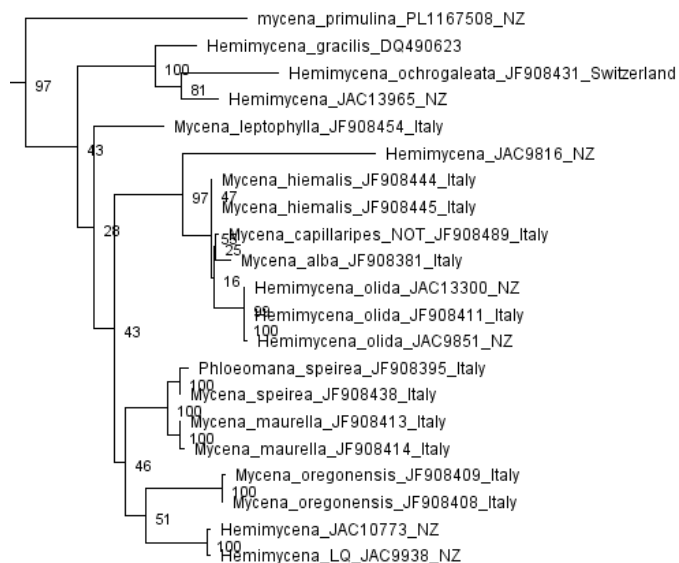 mycena_primulina_PL1167508_NZ
Hemimycena_gracilis_DQ490623
100
Hemimycena_ochrogaleata_JF908431_Switzerland
97
81
Hemimycena_JAC13965_NZ
Mycena_leptophylla_JF908454_Italy
43
Hemimycena_JAC9816_NZ
Mycena_hiemalis_JF908444_Italy
97
47
Mycena_hiemalis_JF908445_Italy
28
Mycena_capillaripes_NOT_JF908489_Italy
55
25
Mycena_alba_JF908381_Italy
16
Hemimycena_olida_JAC13300_NZ
Hemimycena_olida_JF908411_Italy
43
100
Hemimycena_olida_JAC9851_NZ
Phloeomana_speirea_JF908395_Italy
100
Mycena_speirea_JF908438_Italy
100
Mycena_maurella_JF908413_Italy
100
Mycena_maurella_JF908414_Italy
46
Mycena_oregonensis_JF908409_Italy
100
Mycena_oregonensis_JF908408_Italy
51
Hemimycena_JAC10773_NZ
100
Hemimycena_LQ_JAC9938_NZ